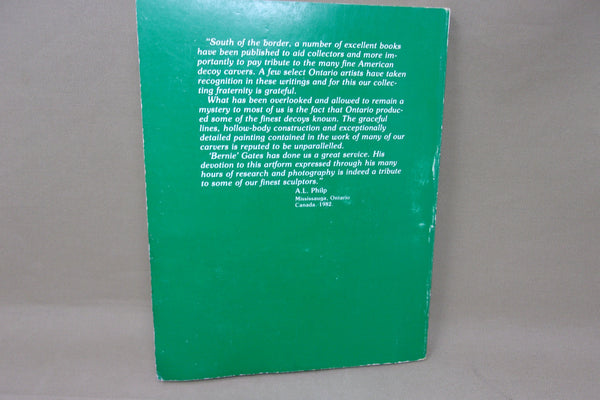 "South of the border, a number of excellent books
have been published to aid collectors and more im-
portantly to pay tribute to the many fine American
decoy carvers. A few select Ontario artists have taken
recognition in these writings and for this our collec-
ting fraternity is grateful.
What has been overlooked and allowed to remain a
mystery to most of us is the fact that Ontario produc-
ed some of the finest decoys known. The graceful
lines, hollow-body construction and exceptionally
detailed painting contained in the work of many of our
carvers is reputed to be unparallelled.
'Bernie' Gates has done us a great service. His
devotion to this artform expressed through his many
hours of research and photography is indeed a tribute
to some of our finest sculptors."
A.L. Philp
Mississauga, Ontario
Canada. 1982